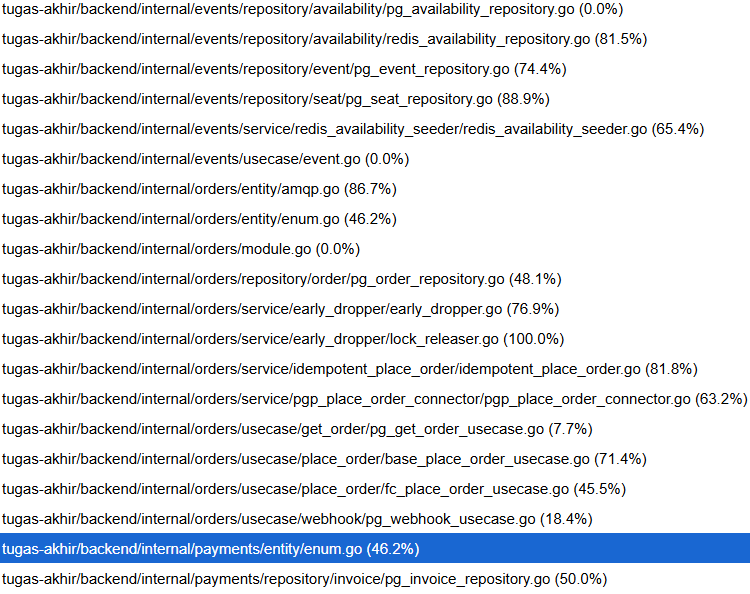 tugas-akhir/backend/internal/events/repository/availability/pg_availability_repository.go (0.0%)
tugas-akhir/backend/internal/events/repository/availability/redis_availability_repository.go (81.5%)
tugas-akhir/backend/internal/events/repository/event/pg_event_repository.go (74.4%)
tugas-akhir/backend/internal/events/repository/seat/pg_seat_repository.go (88.9%)
tugas-akhir/backend/internal/events/service/redis_availability_seeder/redis_availability_seeder.go (65.4%)
tugas-akhir/backend/internal/events/usecase/event.go (0.0%)
tugas-akhir/backend/internal/orders/entity/amqp.go (86.7%)
tugas-akhir/backend/internal/orders/entity/enum.go (46.2%)
tugas-akhir/backend/internal/orders/module.go (0.0%)
tugas-akhir/backend/internal/orders/repository/order/pg_order_repository.go (48.1%)
tugas-akhir/backend/internal/orders/service/early_dropper/early_dropper.go (76.9%)
tugas-akhir/backend/internal/orders/service/early_dropper/lock_releaser.go (100.0%)
tugas-akhir/backend/internal/orders/service/idempotent_place_order/idempotent_place_order.go (81.8%)
tugas-akhir/backend/internal/orders/service/pgp_place_order_connector/pgp_place_order_connector.go (63.2%)
tugas-akhir/backend/internal/orders/usecase/get_order/pg_get_order_usecase.go (7.7%)
tugas-akhir/backend/internal/orders/usecase/place_order/base_place_order_usecase.go (71.4%)
tugas-akhir/backend/internal/orders/usecase/place_order/fc_place_order_usecase.go (45.5%)
tugas-akhir/backend/internal/orders/usecase/webhook/pg_webhook_usecase.go (18.4%)
tugas-akhir/backend/internal/payments/entity/enum.go (46.2%)
tugas-akhir/backend/internal/payments/repository/invoice/pg_invoice_repository.go (50.0%)